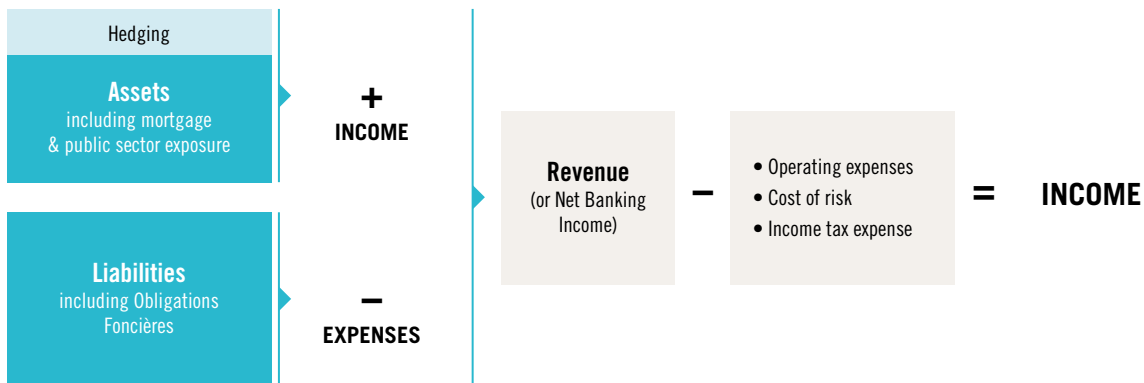 Hedging
Assets
including mortgage
& public sector exposure
+
INCOME
Liabilities
including Obligations
Foncières
–
EXPENSES
Revenue
(or Net Banking
Income)
–
• Operating expenses
• Cost of risk
• Income tax expense
=
INCOME